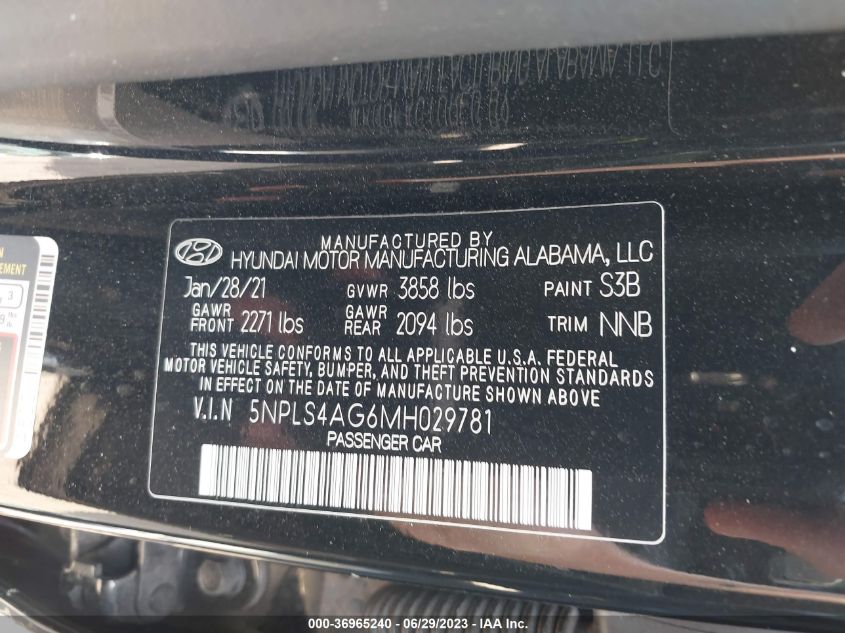 MANUFACTURED BY
HYUNDAI MOTOR MANUFACTURING ALABAMA, LLC
Jan/28/21 GVWR 3858 lbs PAINT S3B
GAWR FRONT 2271 lbs GAWR REAR 2094 lbs TRIM NNB
THIS VEHICLE CONFORMS TO ALL APPLICABLE U.S.A. FEDERAL
MOTOR VEHICLE SAFETY, BUMPER, AND THEFT PREVENTION STANDARDS
IN EFFECT ON THE DATE OF MANUFACTURE SHOWN ABOVE
V.I.N 5NPLS4AG6MH029781
PASSENGER CAR
EMENT
3
000-36965240 - 06/29/2023 - IAA Inc.